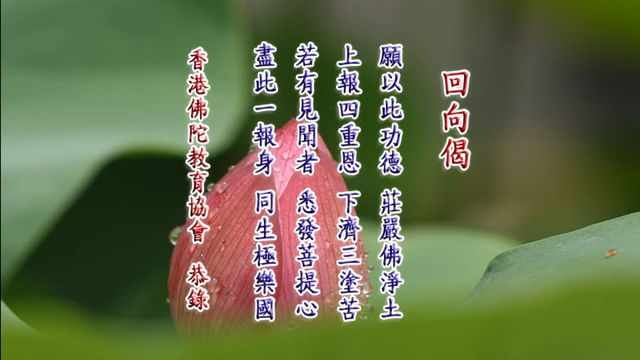 回向偈
願以此功德 莊嚴佛淨土
上報四重恩 下濟三塗苦
若有見聞者 悉發菩提心
盡此一報身 同生極樂國
香港佛陀教育協會 恭錄